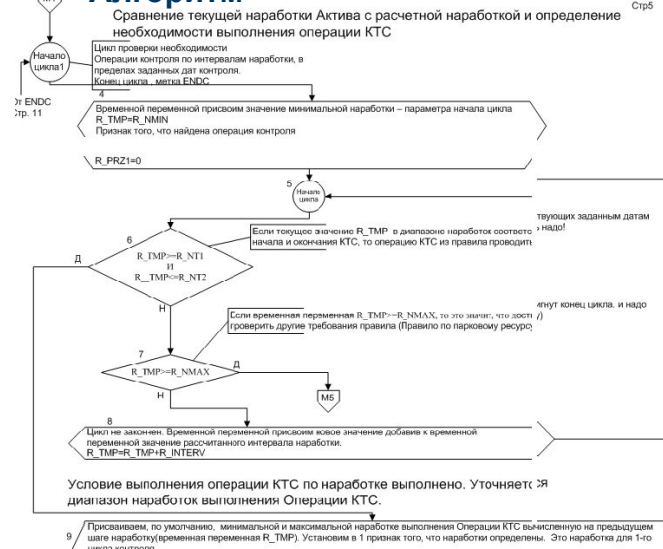 Алгоритм
Стр5
Сравнение текущей наработки Актива с расчетной наработкой и определение
необходимости выполнения операции КТС
Начало
цикла1
Цикл проверки необходимости
Операции контроля по интервалам наработки, в
пределах заданных дат контроля.
Конец цикла , метка ENDC
От ENDC
Стр. 11
4
Временной переменной присвоим значение минимальной наработки – параметра начала цикла
R_TMP=R_NMIN
Признак того, что найдена операция контроля
R_PRZ1=0
5
Начало
цикла
Если текущее значение R_TMP в диапазоне наработок соответс
твующих заданным датам
начала и окончания КТС, то операцию КТС из правила проводить
ь надо!
6
R_TMP>=R_NT1
И
R_TMP<=R_NT2
Д
Н
Если временная переменная R_TMP>=R_NMAX, то это значит, что дости
игнут конец цикла. и надо
проверить другие требования правила (Правило по парковому ресурсу
у)
7
R_TMP>=R_NMAX
Д
Н
М5
8
Цикл не закончен. Временной переменной присвоим новое значение добавив к временной
переменной значение рассчитанного интервала наработки.
R_TMP=R_TMP+R_INTERV
Условие выполнения операции КТС по наработке выполнено. Уточняется
диапазон наработок выполнения Операции КТС.
9
Присваиваем, по умолчанию, минимальной и максимальной наработке выполнения Операции КТС вычисленную на предыдущем
шаге наработку(временная переменная R_TMP). Установим в 1 признак того, что наработки определены. Это наработка для 1-го
цикла контроля